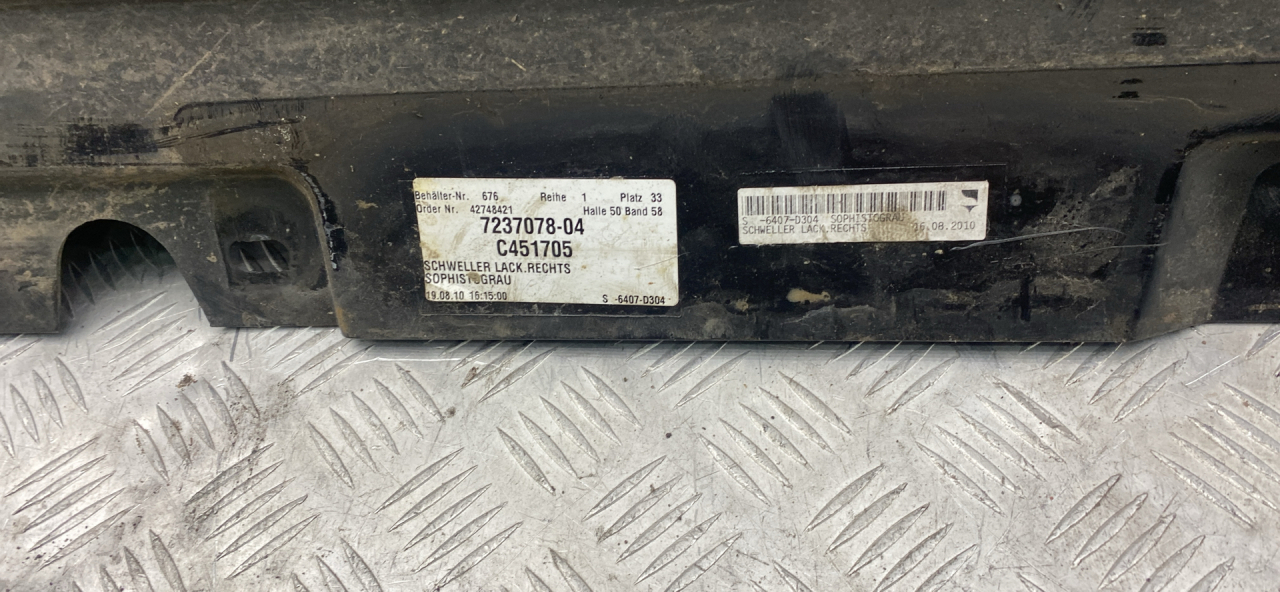 Behälter-Nr. 676 Reihe 1 Platz 33
Order Nr. 42748421 Halle 50 Band 58
7237078-04
C451705
SCHWELLER LACK.RECHTS
SOPHISTOGRAU
19.08.10 16:15:00 S -6407-D304
S -6407-D304 SOPHISTOGRAU
SCHWELLER LACK.RECHTS 16.08.2010